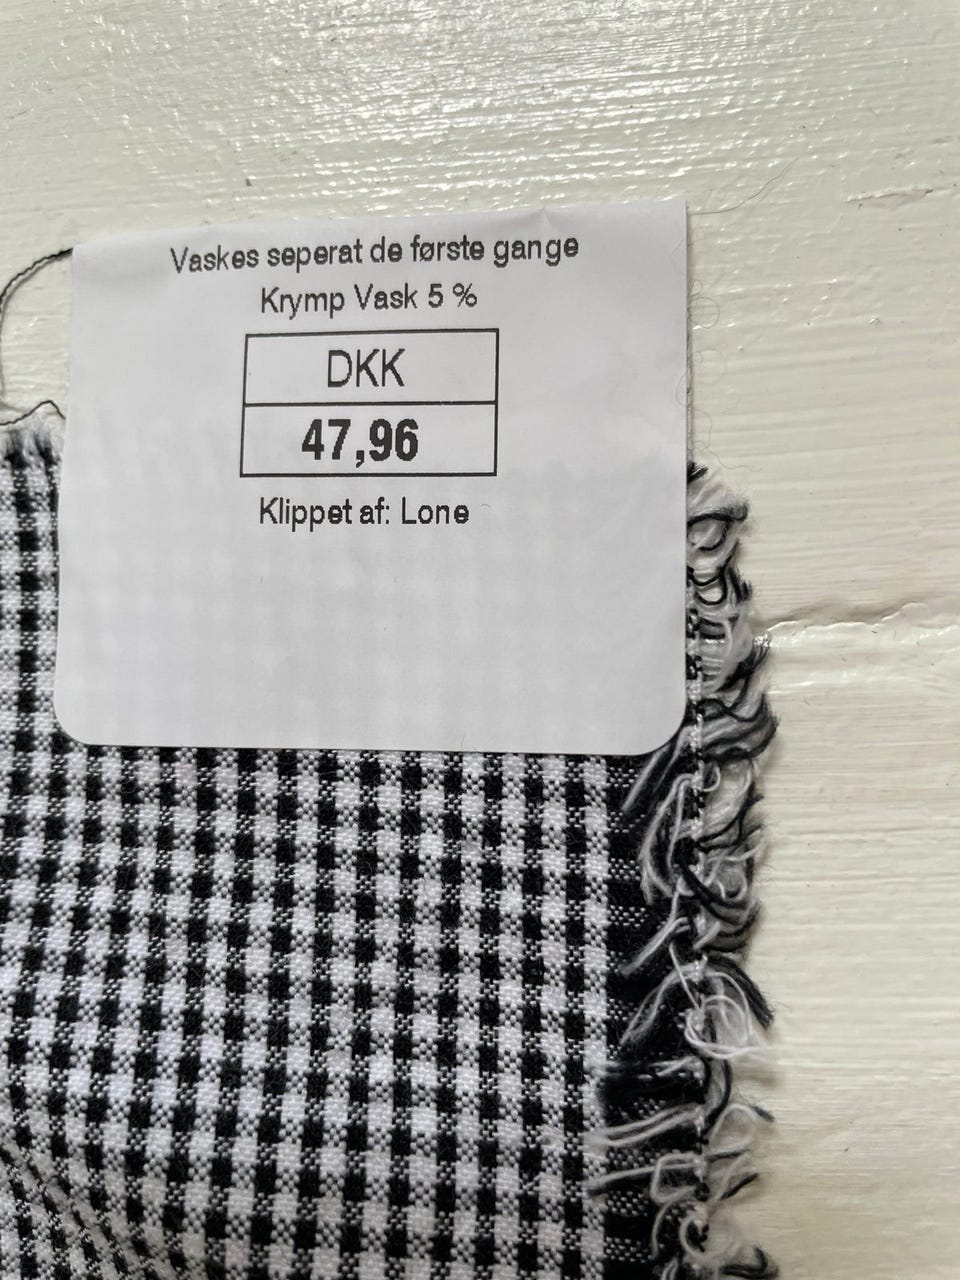 Vaskes seperat de første gange
Krymp Vask 5 %
DKK
47,96
Klippet af: Lone